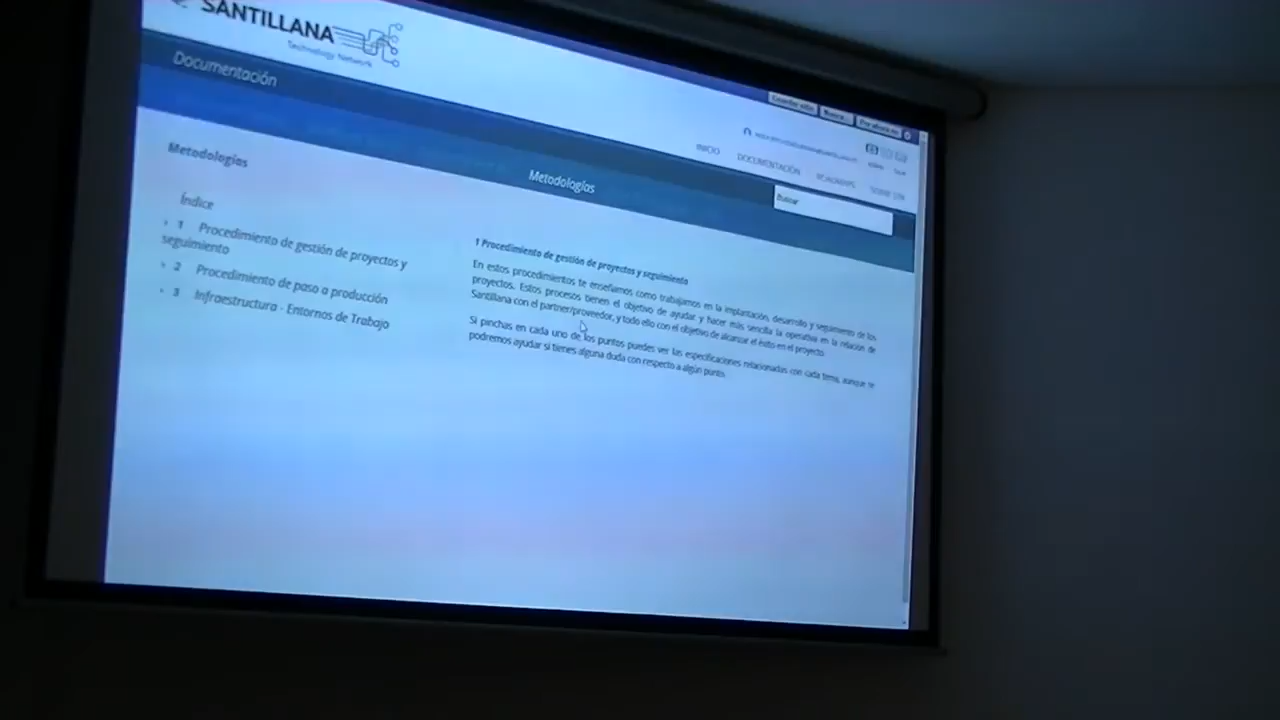 SANTILLANA
Technology Network
Documentación
INICIO
DOCUMENTACIÓN
ROADMAPS
Buscar
Metodologías
Metodologías
Índice
1 Procedimiento de gestión de proyectos y
seguimiento
2 Procedimiento de paso a producción
3 Infraestructura - Entornos de Trabajo
1 Procedimiento de gestión de proyectos y seguimiento
En estos procedimientos te enseñamos como trabajamos en la implantación, desarrollo y seguimiento de los
proyectos. Estos procesos tienen el objetivo de ayudar y hacer más sencilla la operativa en la relación de
Santillana con el partner/proveedor, y todo ello con el objetivo de alcanzar el éxito en el proyecto.
Si pinchas en cada uno de los puntos puedes ver las especificaciones relacionadas con cada tema, aunque te
podremos ayudar si tienes alguna duda con respecto a algún punto.